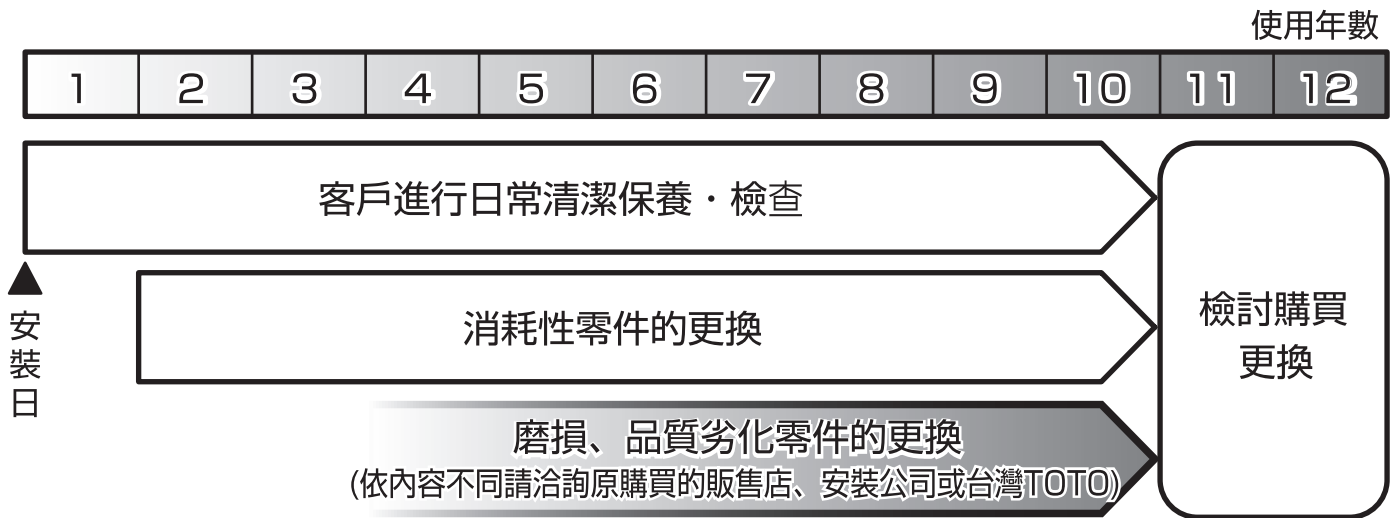 使用年數
1 2 3 4 5 6 7 8 9 10 11 12
客戶進行日常清潔保養・檢查
安裝日
消耗性零件的更換
檢討購買
更換
磨損、品質劣化零件的更換
(依內容不同請洽詢原購買的販售店、安裝公司或台灣TOTO)